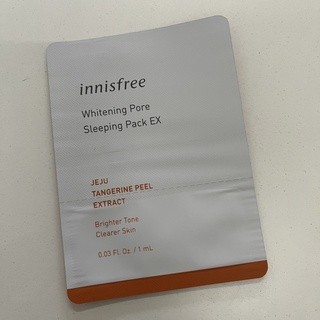 innisfree
Whitening Pore
Sleeping Pack EX
JEJU
TANGERINE PEEL
EXTRACT
Brighter Tone
Clearer Skin
0.03 Fl. Oz. / 1 mL